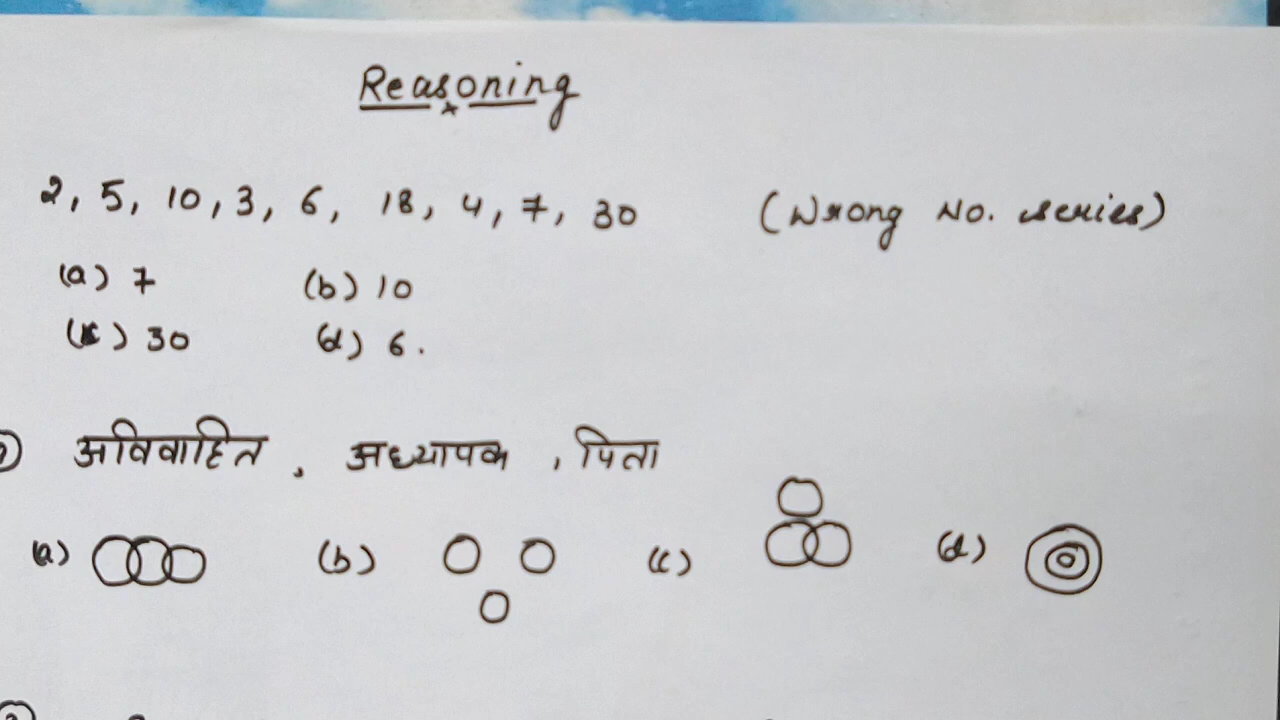 Reasoning
2, 5, 10, 3, 6, 18, 4, 7, 30 (Wrong No. series)
(a) 7 (b) 10
(c) 30 (d) 6.
अविवाहित, अध्यापक, पिता
(a) (b) (c) (d)